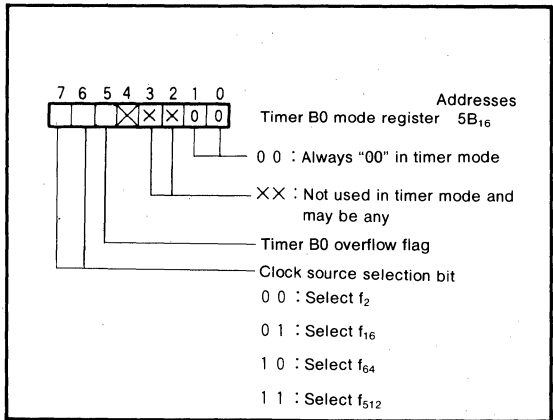 7 6 5 4 3 2 1 0
Addresses
× × 0 0 Timer B0 mode register 5B₁₆
0 0 : Always "00" in timer mode
×× : Not used in timer mode and
may be any
Timer B0 overflow flag
Clock source selection bit
0 0 : Select f₂
0 1 : Select f₁₆
1 0 : Select f₆₄
1 1 : Select f₅₁₂